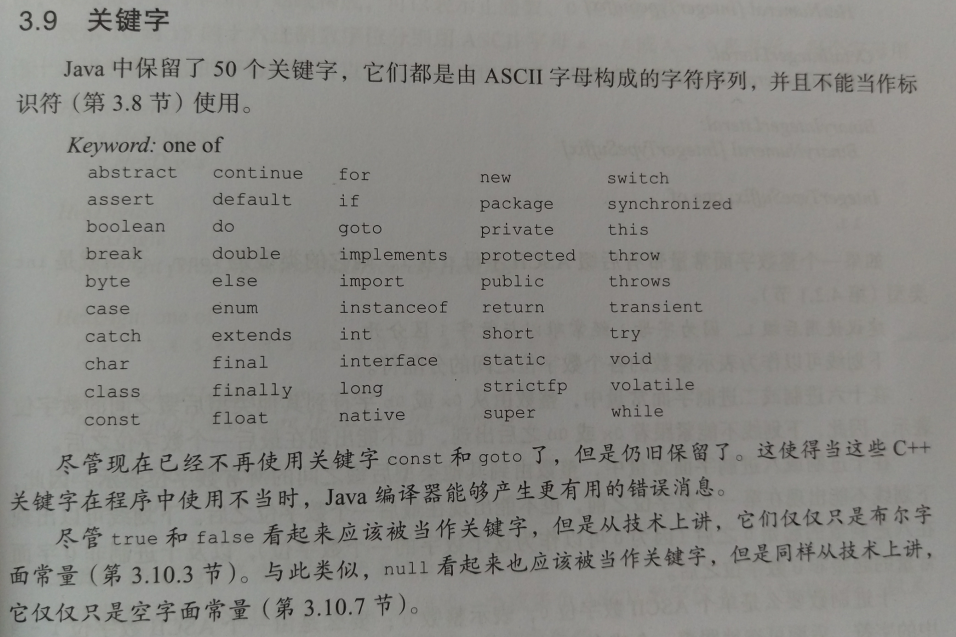 3.9 关键字
Java 中保留了 50 个关键字，它们都是由 ASCII 字母构成的字符序列，并且不能当作标
识符（第 3.8 节）使用。
Keyword: one of
abstract continue for new switch
assert default if package synchronized
boolean do goto private this
break double implements protected throw
byte else import public throws
case enum instanceof return transient
catch extends int short try
char final interface static void
class finally long strictfp volatile
const float native super while
尽管现在已经不再使用关键字 const 和 goto 了，但是仍旧保留了。这使得当这些 C++
关键字在程序中使用不当时，Java 编译器能够产生更有用的错误消息。
尽管 true 和 false 看起来应该被当作关键字，但是从技术上讲，它们仅仅只是布尔字
面常量（第 3.10.3 节）。与此类似，null 看起来也应该被当作关键字，但是同样从技术上讲，
它仅仅只是空字面常量（第 3.10.7 节）。